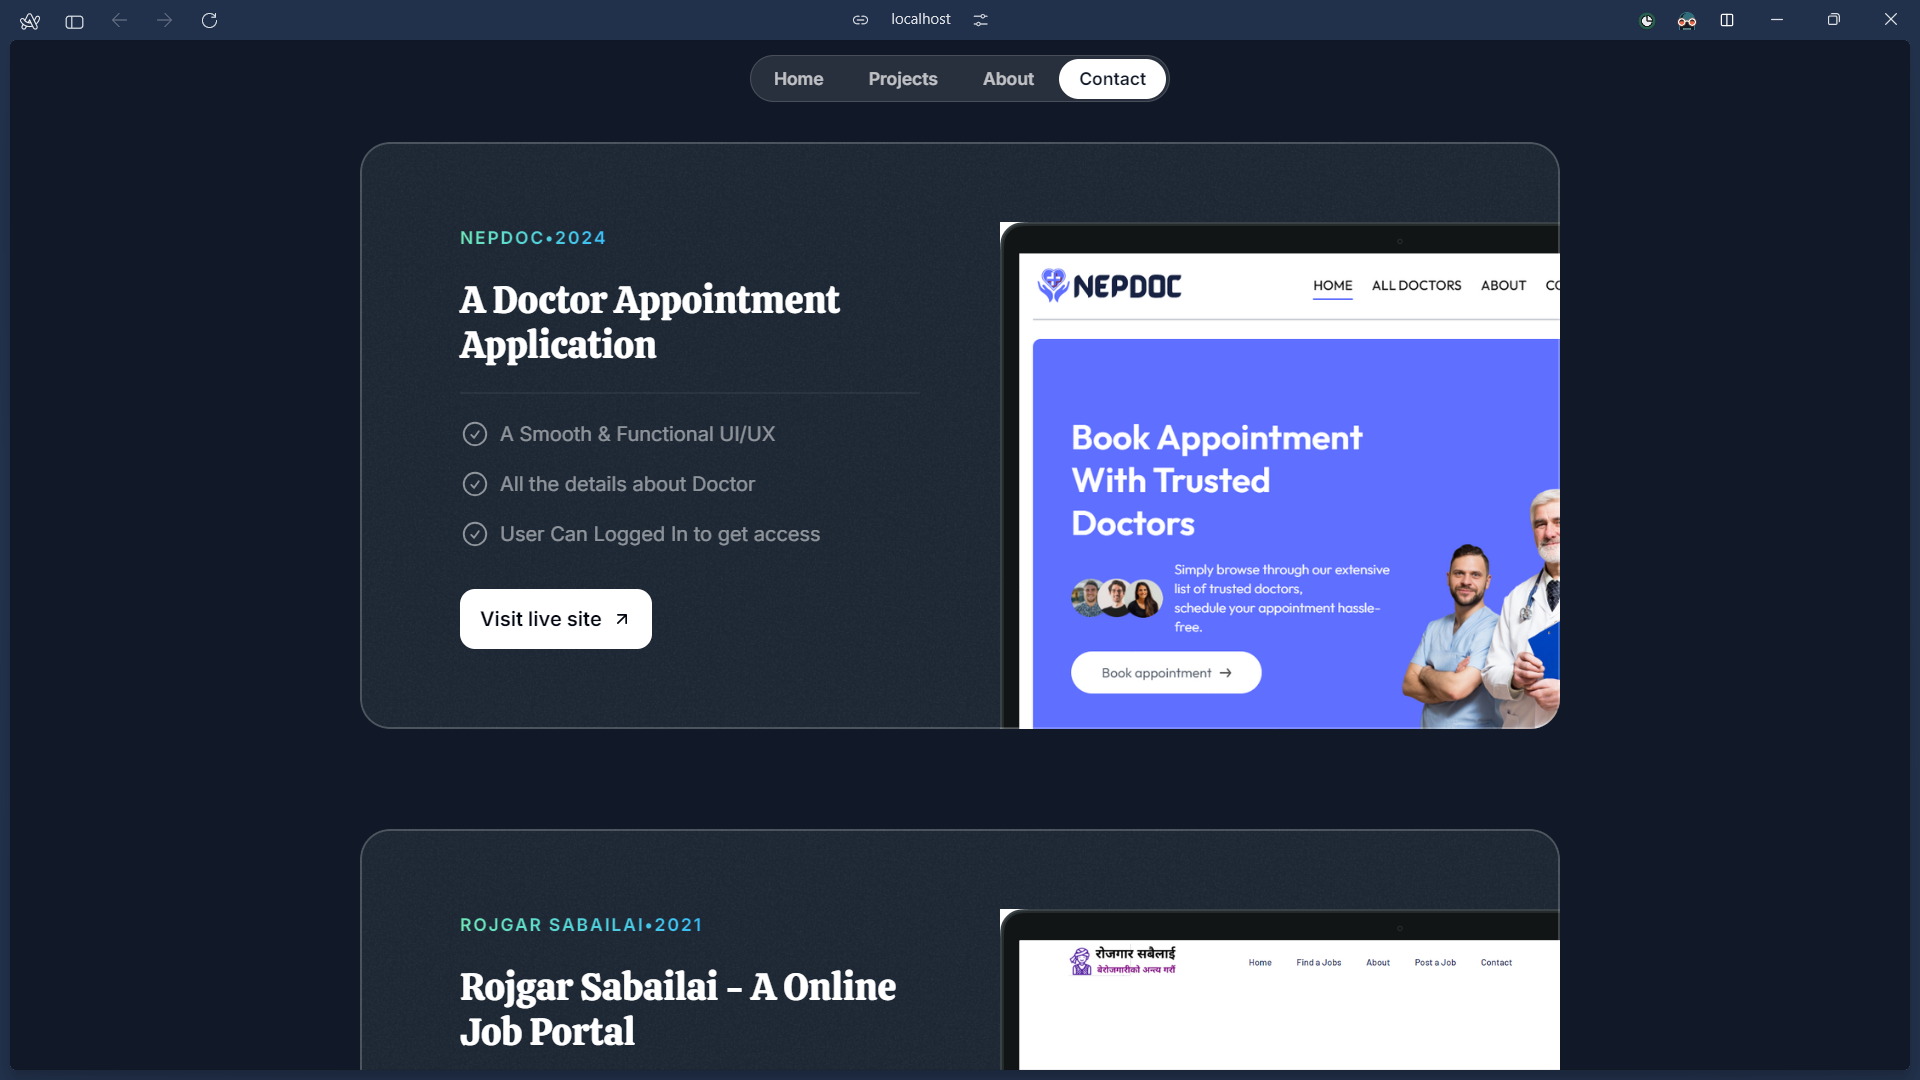 localhost
Home Projects About Contact
NEPDOC•2024
A Doctor Appointment
Application
A Smooth & Functional UI/UX
All the details about Doctor
User Can Logged In to get access
Visit live site
NEPDOC
HOME ALL DOCTORS ABOUT CO
Book Appointment
With Trusted
Doctors
Simply browse through our extensive
list of trusted doctors,
schedule your appointment hassle-
free.
Book appointment →
ROJGAR SABAILAI•2021
Rojgar Sabailai – A Online
Job Portal
रोजगार सबैलाई
बेरोजगारीको अन्त्य गरौं
Home Find a Jobs About Post a Job Contact